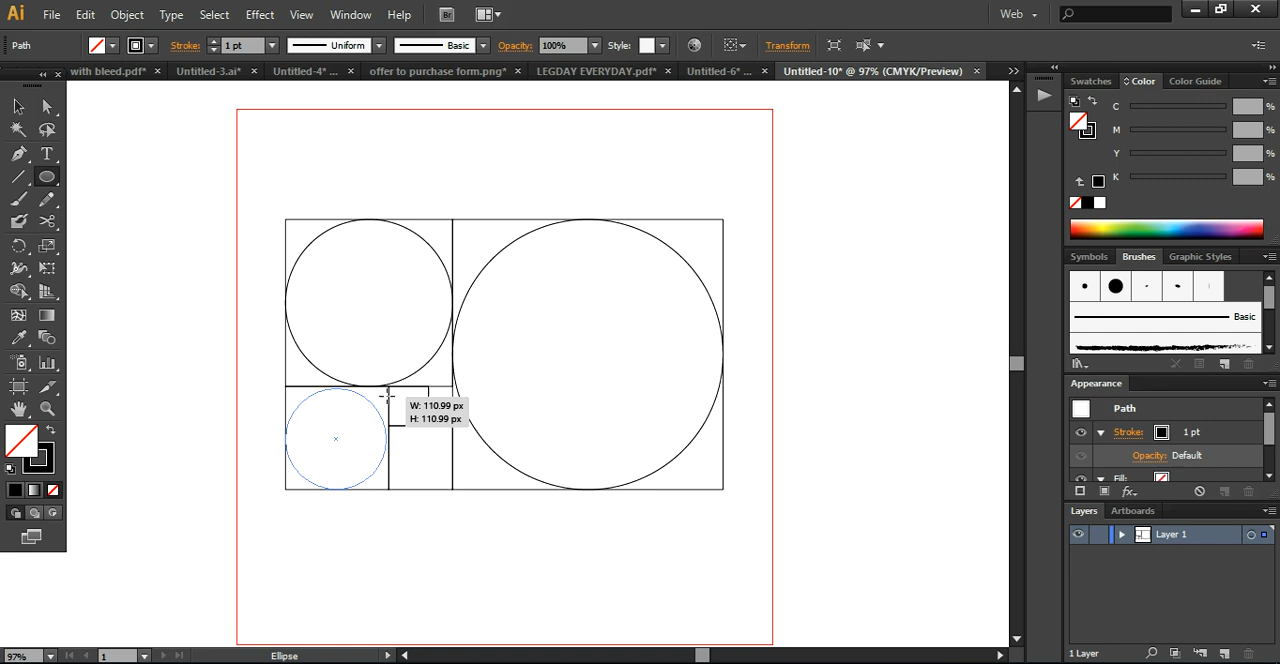 Ai File Edit Object Type Select Effect View Window Help Br Web
Path Stroke: 1 pt Uniform Basic Opacity: 100% Style: Transform
with bleed.pdf* × Untitled-3.ai* × Untitled-4* ... × offer to purchase form.png* × LEGDAY EVERYDAY.pdf* × Untitled-6* ... × Untitled-10* @ 97% (CMYK/Preview) ×
Swatches Color Color Guide
C %
M %
Y %
K %
Symbols Brushes Graphic Styles
Basic
Appearance
Path
Stroke: 1 pt
Opacity: Default
Fill:
fx
Layers Artboards
Layer 1
1 Layer
W: 110.99 px
H: 110.99 px
97% 1 Ellipse